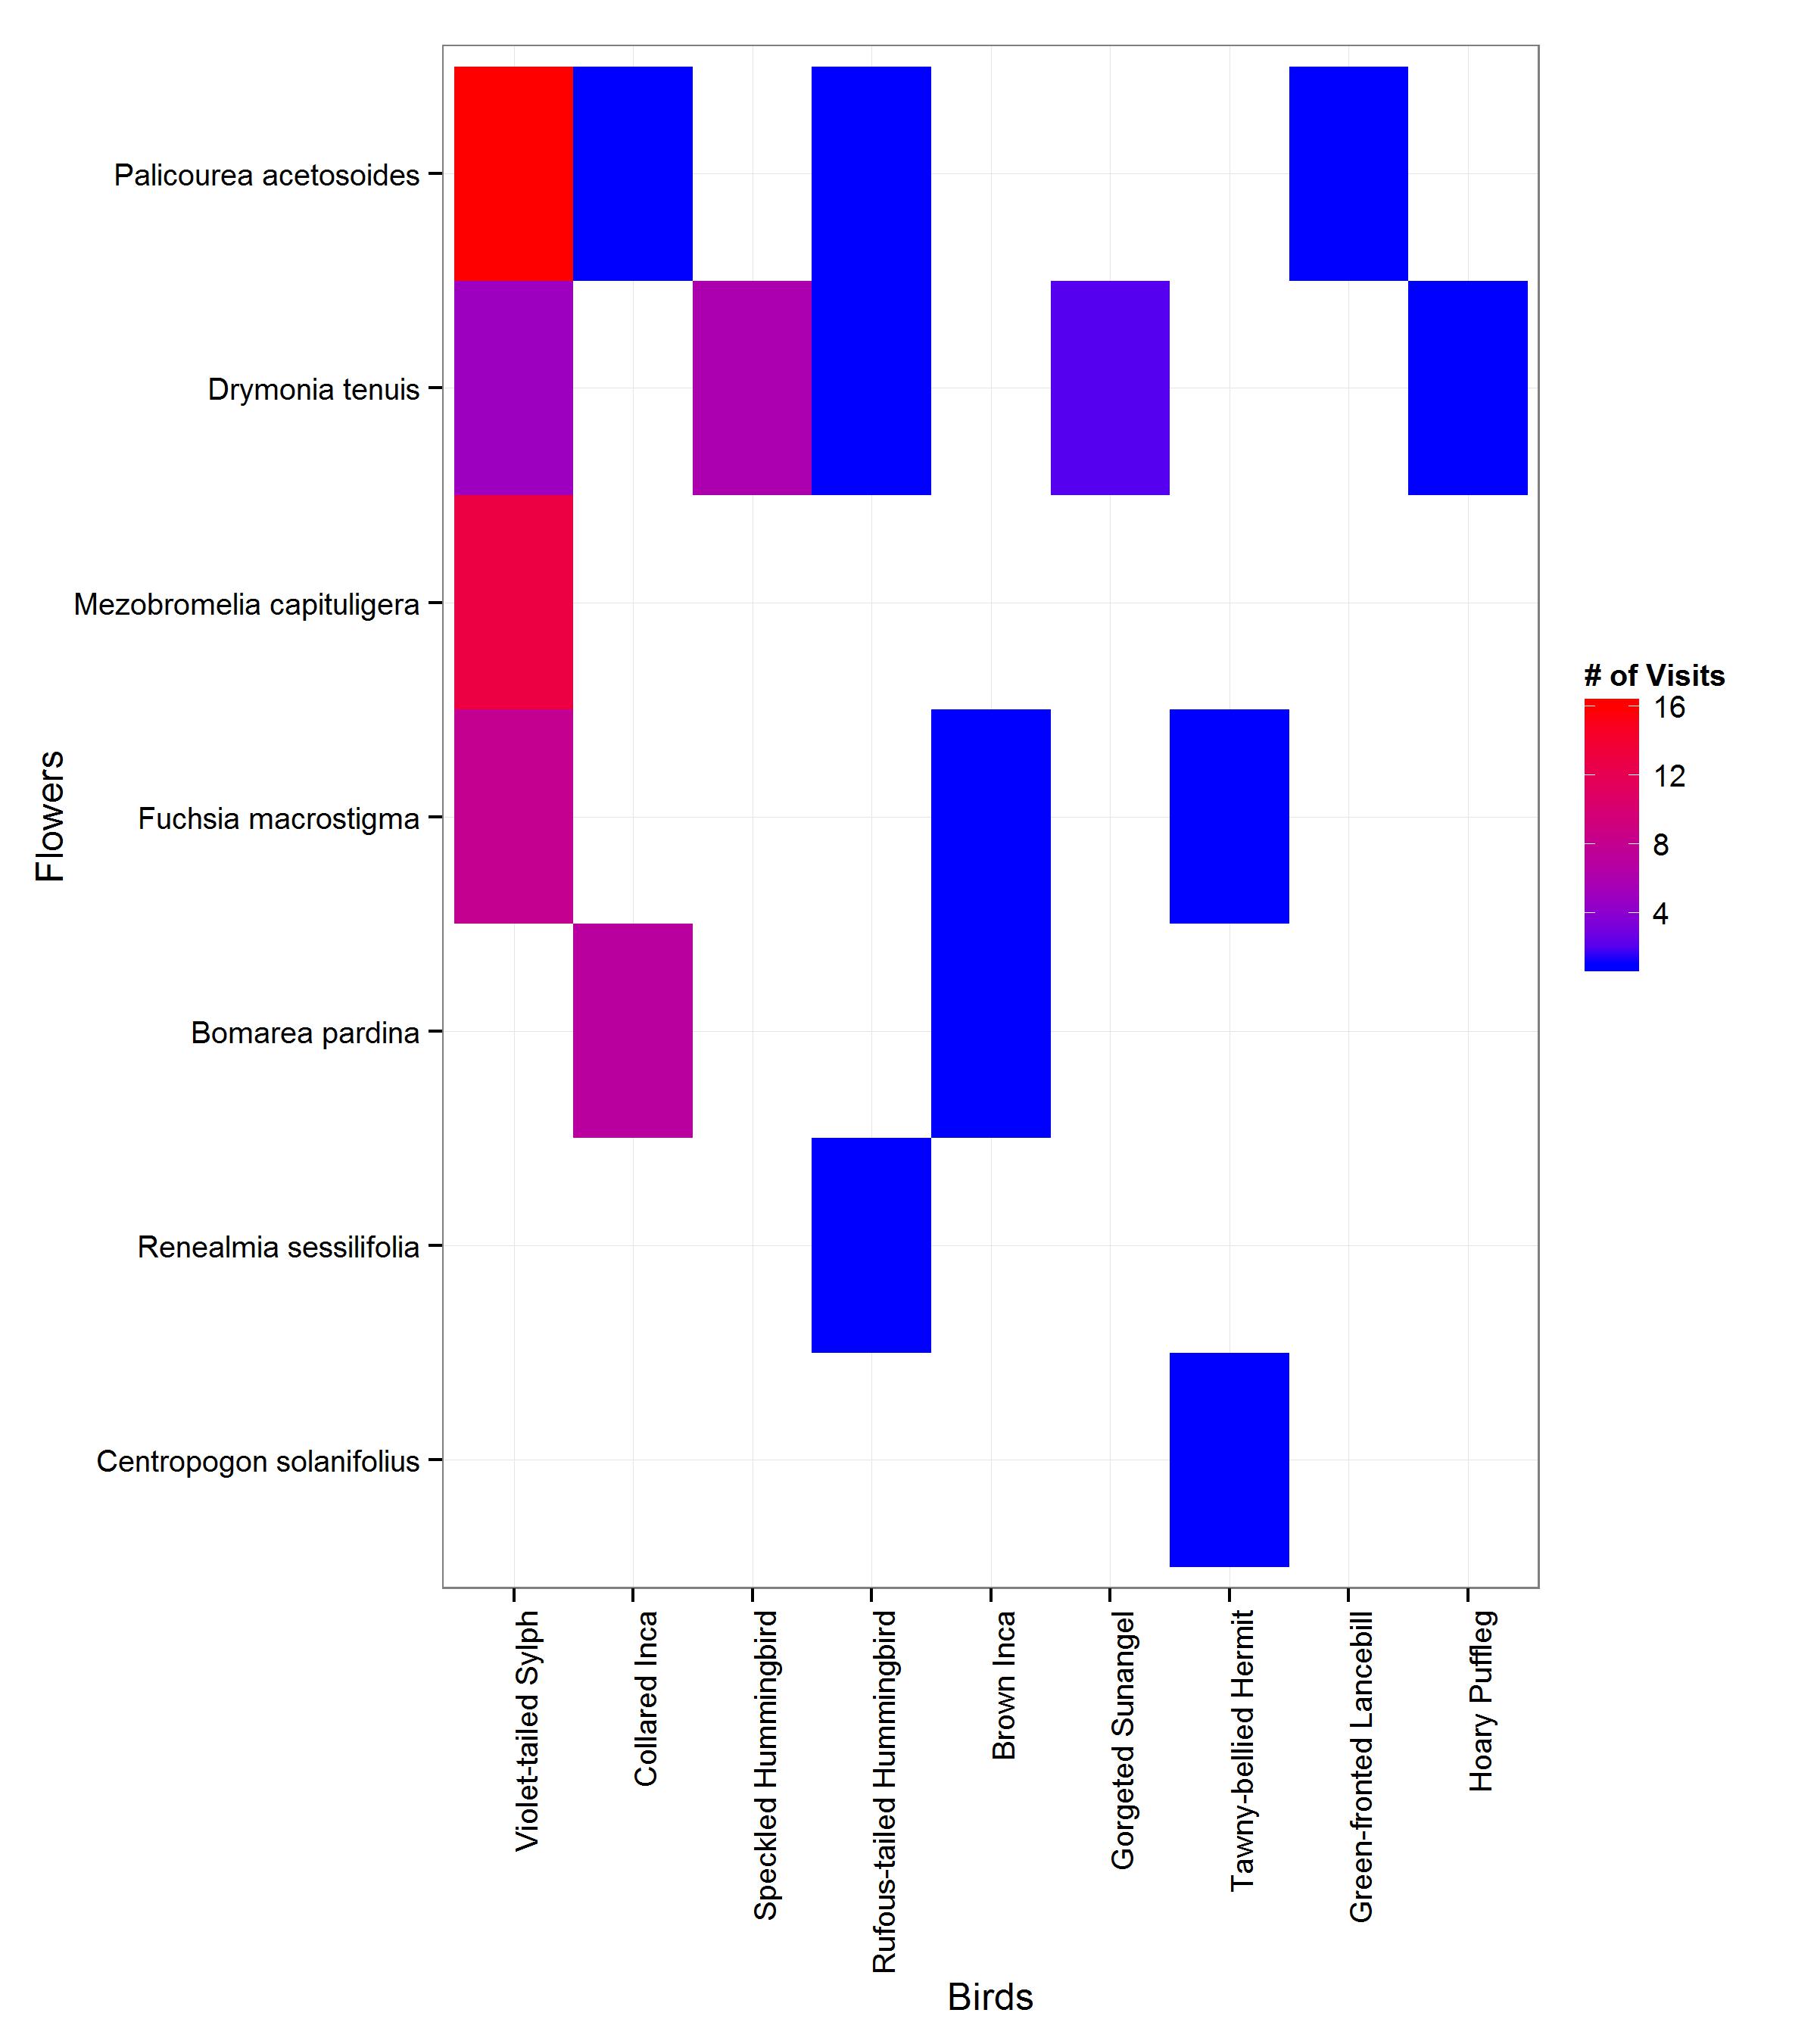 Palicourea acetosoides
Drymonia tenuis
Mezobromelia capituligera
Fuchsia macrostigma
Bomarea pardina
Renealmia sessilifolia
Centropogon solanifolius
Flowers
# of Visits
16
12
8
4
Violet-tailed Sylph
Collared Inca
Speckled Hummingbird
Rufous-tailed Hummingbird
Brown Inca
Gorgeted Sunangel
Tawny-bellied Hermit
Green-fronted Lancebill
Hoary Puffleg
Birds